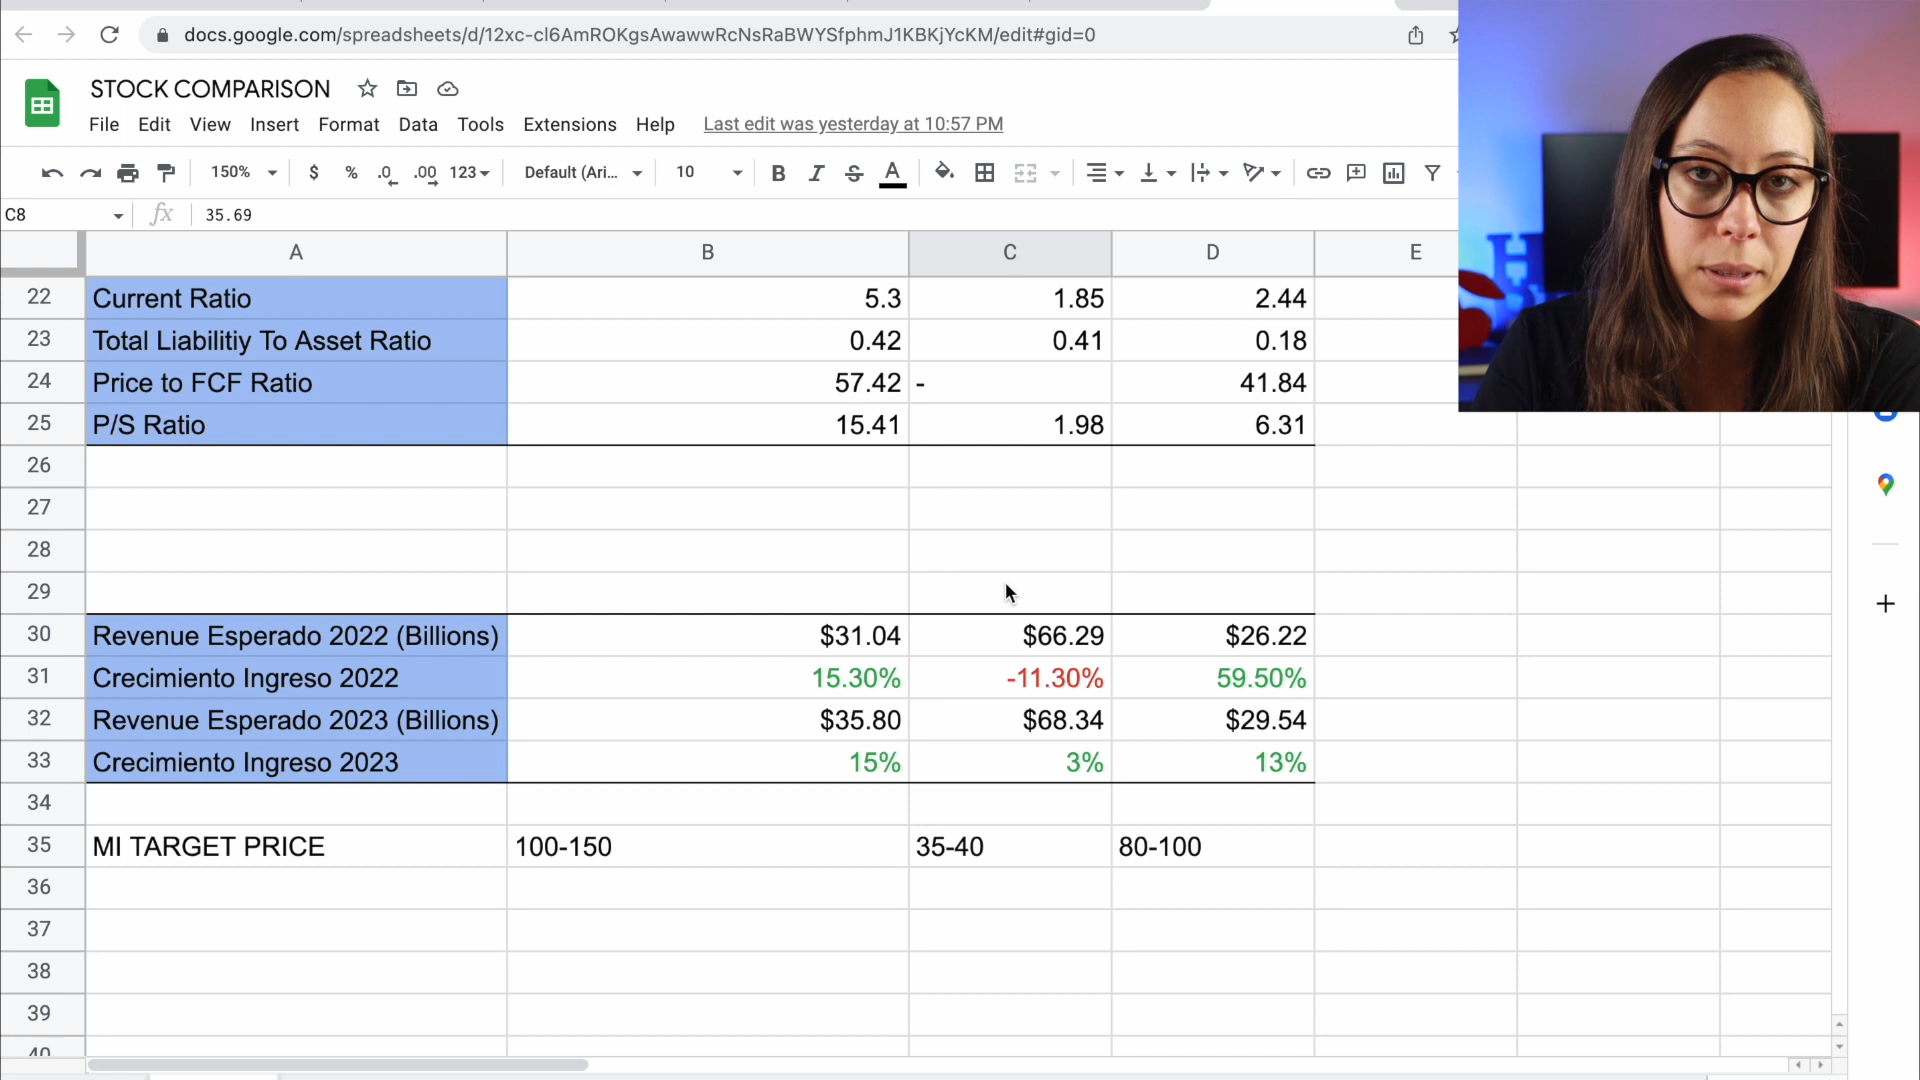 docs.google.com/spreadsheets/d/12xc-cl6AmROKgsAwawwRcNsRaBWYSfphmJ1KBKjYcKM/edit#gid=0
STOCK COMPARISON
File Edit View Insert Format Data Tools Extensions Help Last edit was yesterday at 10:57 PM
150% $ % .0 .00 123 Default (Ari... 10 B I S A
C8 fx 35.69
A B C D E
22 Current Ratio 5.3 1.85 2.44
23 Total Liabilitiy To Asset Ratio 0.42 0.41 0.18
24 Price to FCF Ratio 57.42 - 41.84
25 P/S Ratio 15.41 1.98 6.31
26
27
28
29
30 Revenue Esperado 2022 (Billions) $31.04 $66.29 $26.22
31 Crecimiento Ingreso 2022 15.30% -11.30% 59.50%
32 Revenue Esperado 2023 (Billions) $35.80 $68.34 $29.54
33 Crecimiento Ingreso 2023 15% 3% 13%
34
35 MI TARGET PRICE 100-150 35-40 80-100
36
37
38
39
40